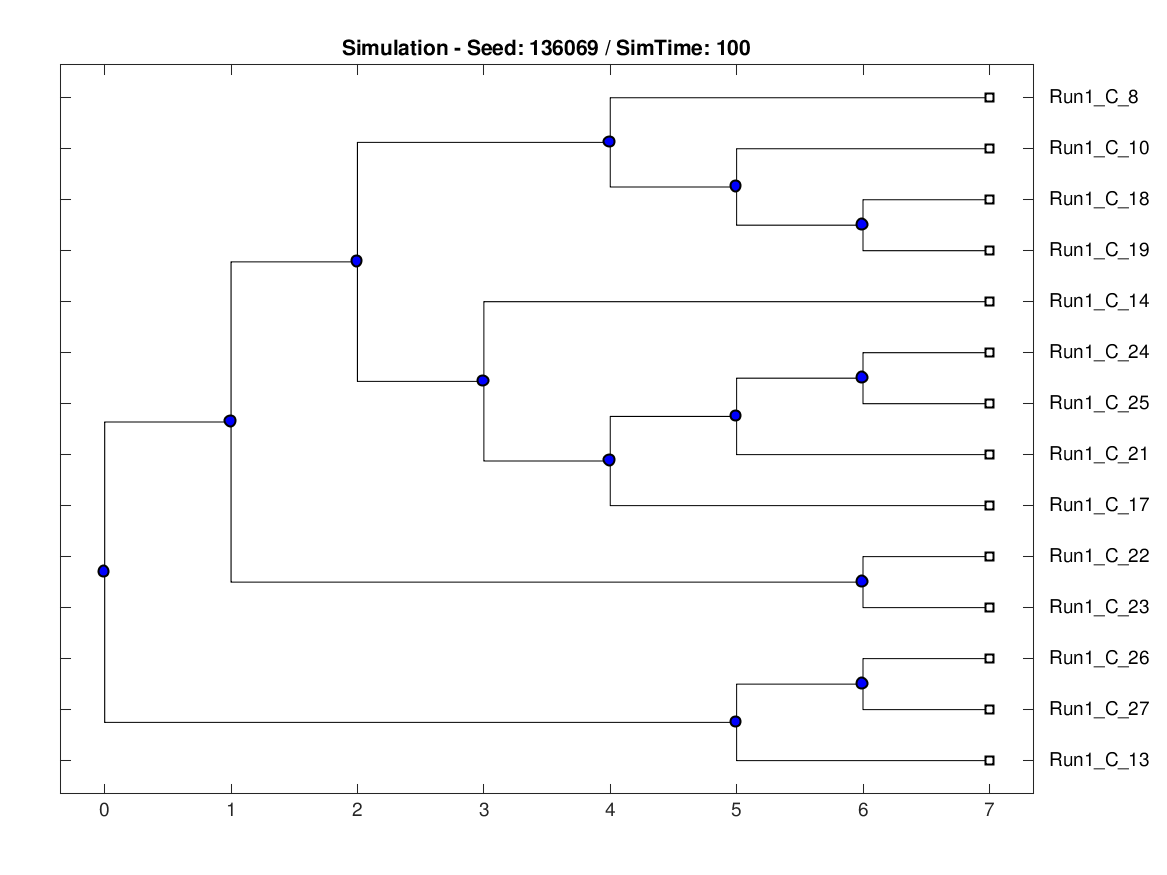 Simulation - Seed: 136069 / SimTime: 100
Run1_C_8
Run1_C_10
Run1_C_18
Run1_C_19
Run1_C_14
Run1_C_24
Run1_C_25
Run1_C_21
Run1_C_17
Run1_C_22
Run1_C_23
Run1_C_26
Run1_C_27
Run1_C_13
0 1 2 3 4 5 6 7